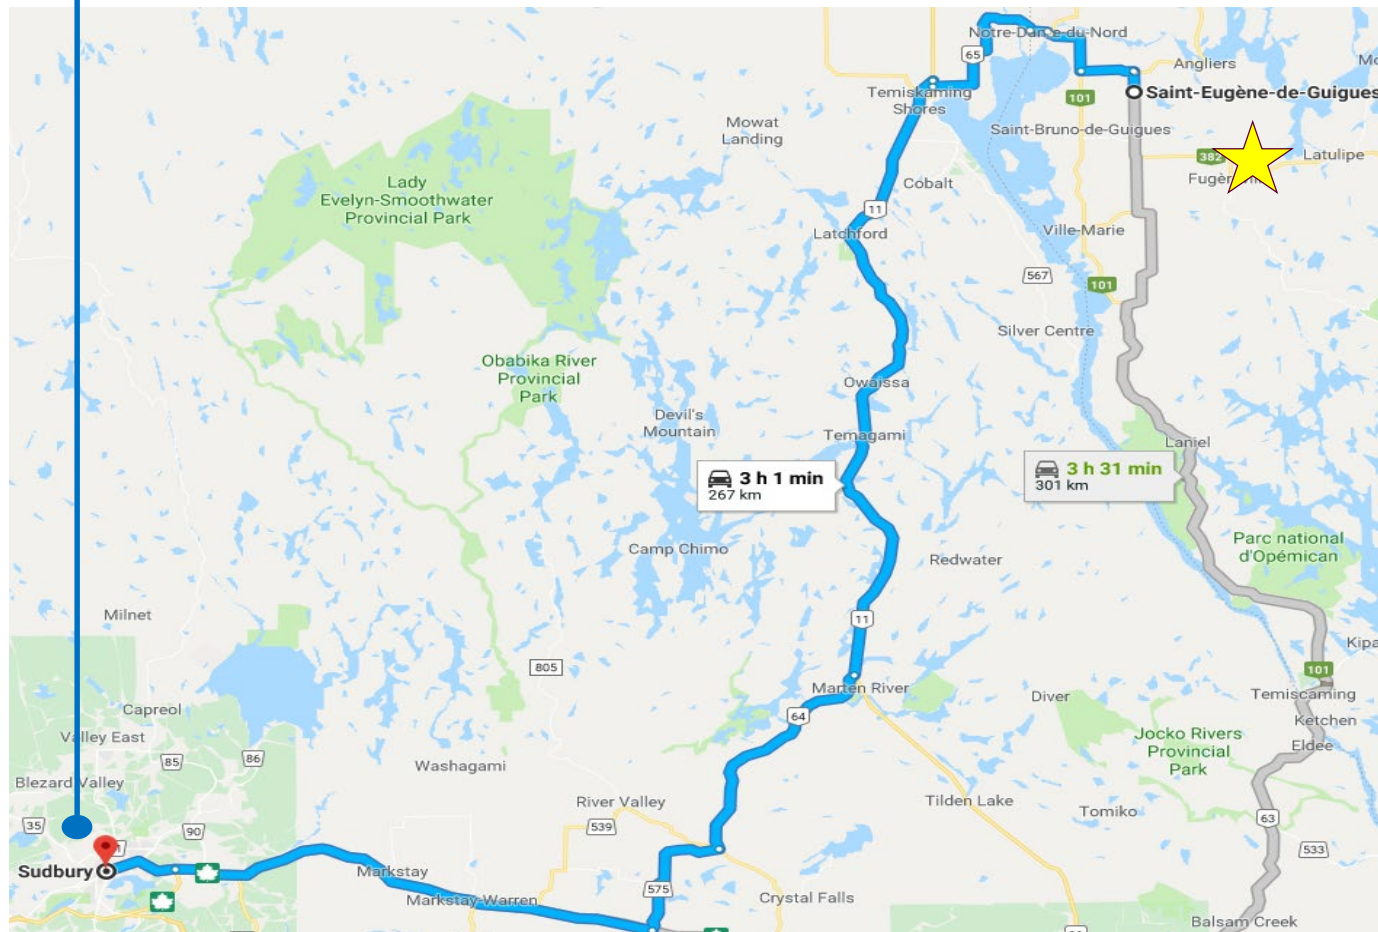 Notre-Dame-du-Nord
65
Angliers
Temiskaming
Shores
101
Saint-Eugène-de-Guigues
Mowat
Landing
Saint-Bruno-de-Guigues
382
Latulipe
Lady
Evelyn-Smoothwater
Provincial Park
Cobalt
11
Latchford
Ville-Marie
567
101
Silver Centre
Obabika River
Provincial
Park
Owaissa
Devil's
Mountain
Temagami
Laniel
3 h 1 min
267 km
3 h 31 min
301 km
Camp Chimo
Redwater
Parc national
d'Opémican
Milnet
11
805
101
Marten River
Diver
Temiscaming
Capreol
64
Ketchen
Valley East
Jocko Rivers
Provincial
Park
Eldee
85
86
Washagami
Blezard Valley
River Valley
Tilden Lake
Tomiko
35
90
539
63
533
Sudbury
Markstay
575
Markstay-Warren
Crystal Falls
Balsam Creek